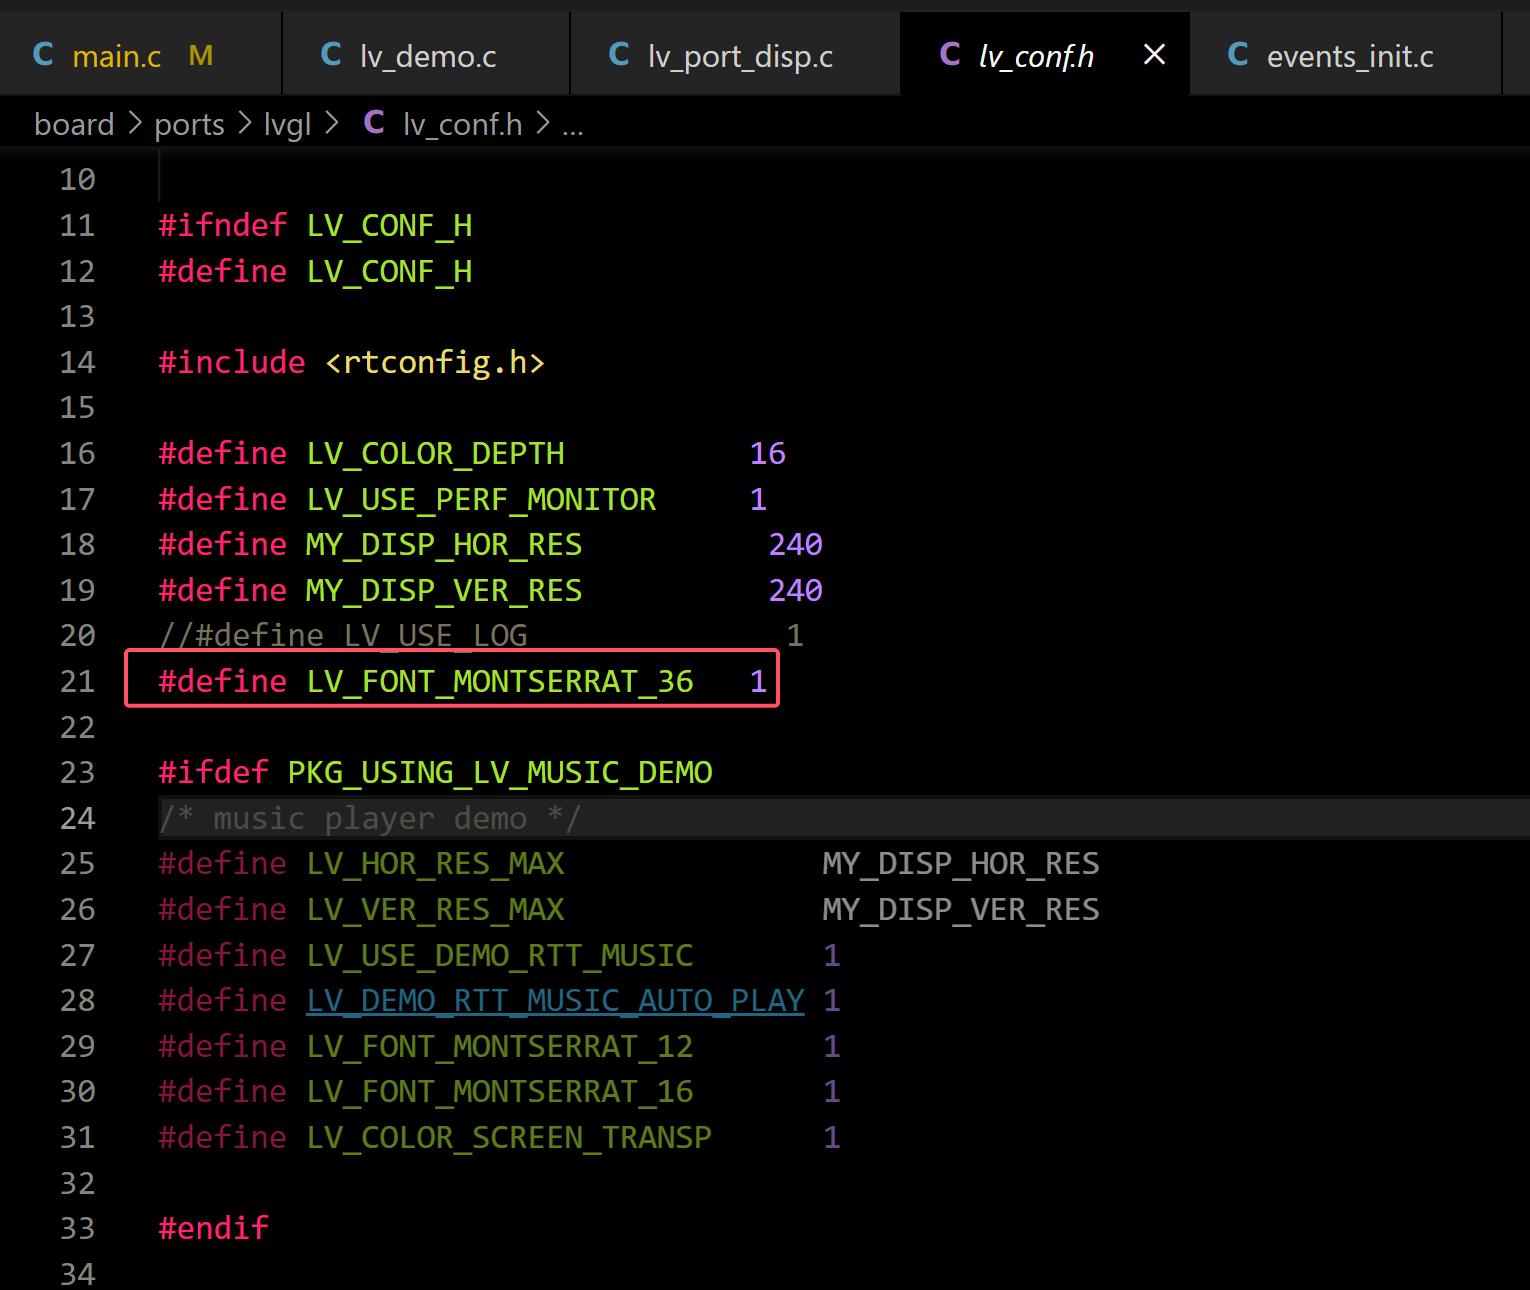 C main.c M C lv_demo.c C lv_port_disp.c C lv_conf.h × C events_init.c
board > ports > lvgl > C lv_conf.h > ...
10
11 #ifndef LV_CONF_H
12 #define LV_CONF_H
13
14 #include <rtconfig.h>
15
16 #define LV_COLOR_DEPTH          16
17 #define LV_USE_PERF_MONITOR     1
18 #define MY_DISP_HOR_RES          240
19 #define MY_DISP_VER_RES          240
20 //#define LV_USE_LOG              1
21 #define LV_FONT_MONTSERRAT_36   1
22
23 #ifdef PKG_USING_LV_MUSIC_DEMO
24 /* music player demo */
25 #define LV_HOR_RES_MAX              MY_DISP_HOR_RES
26 #define LV_VER_RES_MAX              MY_DISP_VER_RES
27 #define LV_USE_DEMO_RTT_MUSIC       1
28 #define LV_DEMO_RTT_MUSIC_AUTO_PLAY 1
29 #define LV_FONT_MONTSERRAT_12       1
30 #define LV_FONT_MONTSERRAT_16       1
31 #define LV_COLOR_SCREEN_TRANSP      1
32
33 #endif
34